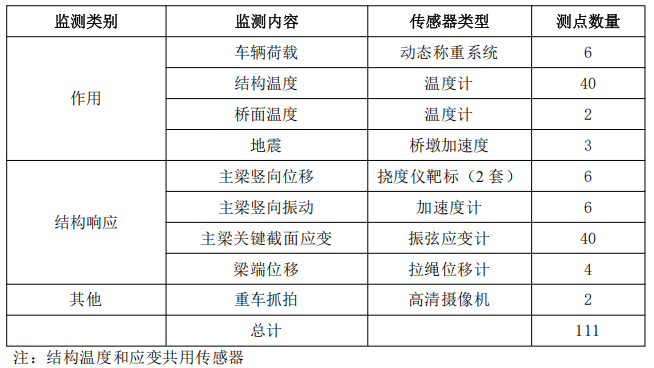 监测类别 监测内容 传感器类型 测点数量
作用 车辆荷载 动态称重系统 6
结构温度 温度计 40
桥面温度 温度计 2
地震 桥墩加速度 3
结构响应 主梁竖向位移 挠度仪靶标（2 套） 6
主梁竖向振动 加速度计 6
主梁关键截面应变 振弦应变计 40
梁端位移 拉绳位移计 4
其他 重车抓拍 高清摄像机 2
总计 111
注：结构温度和应变共用传感器